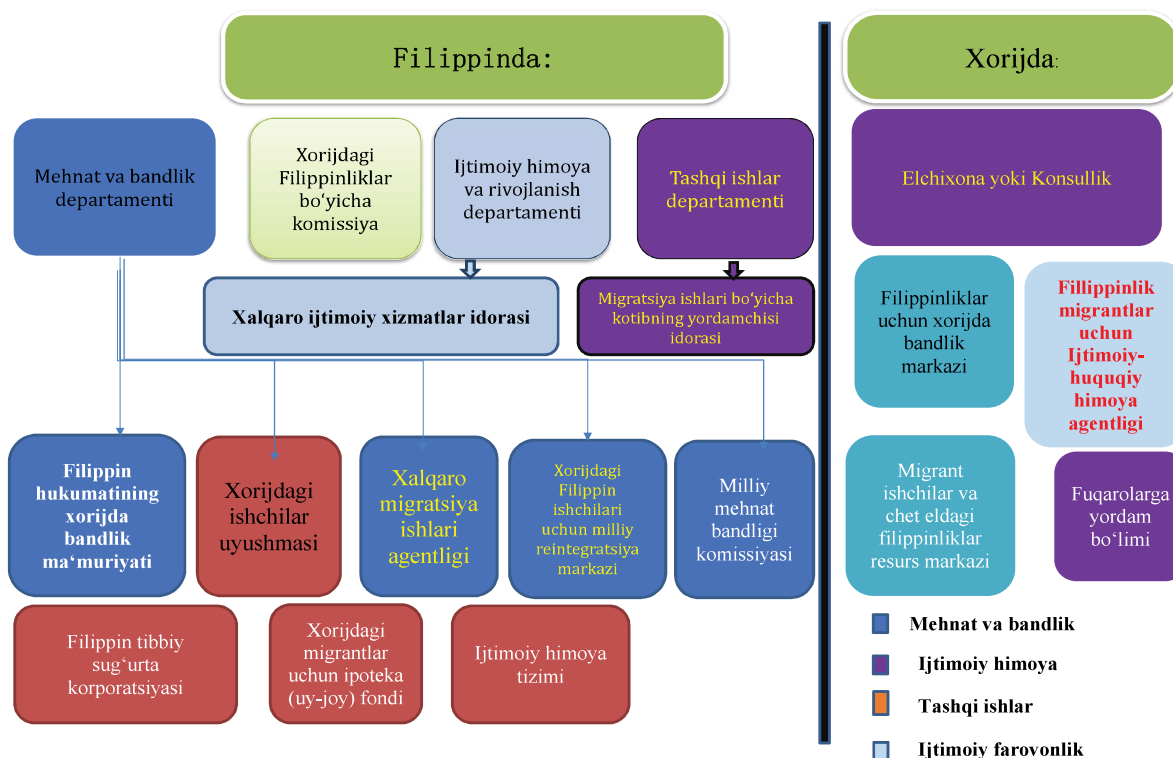 Filippinda:
Xorijda:
Mehnat va bandlik
departamenti
Xorijdagi
Filippinliklar
bo‘yicha
komissiya
Ijtimoiy himoya
va rivojlanish
departamenti
Tashqi ishlar
departamenti
Elchixona yoki Konsullik
Xalqaro ijtimoiy xizmatlar idorasi
Migratsiya ishlari bo‘yicha
kotibning yordamchisi
idorasi
Filippinliklar
uchun xorijda
bandlik
markazi
Fillippinlik
migrantlar
uchun
Ijtimoiy-
huquqiy
himoya
agentligi
Filippin
hukumatining
xorijda
bandlik
ma‘muriyati
Xorijdagi
ishchilar
uyushmasi
Xalqaro
migratsiya
ishlari
agentligi
Xorijdagi
Filippin
ishchilari
uchun milliy
reintegratsiya
markazi
Milliy
mehnat
bandligi
komissiyasi
Migrant
ishchilar va
chet eldagi
filippinliklar
resurs markazi
Fuqarolarga
yordam
bo‘limi
Filippin tibbiy
sug‘urta
korporatsiyasi
Xorijdagi
migrantlar
uchun ipoteka
(uy-joy) fondi
Ijtimoiy himoya
tizimi
Mehnat va bandlik
Ijtimoiy himoya
Tashqi ishlar
Ijtimoiy farovonlik